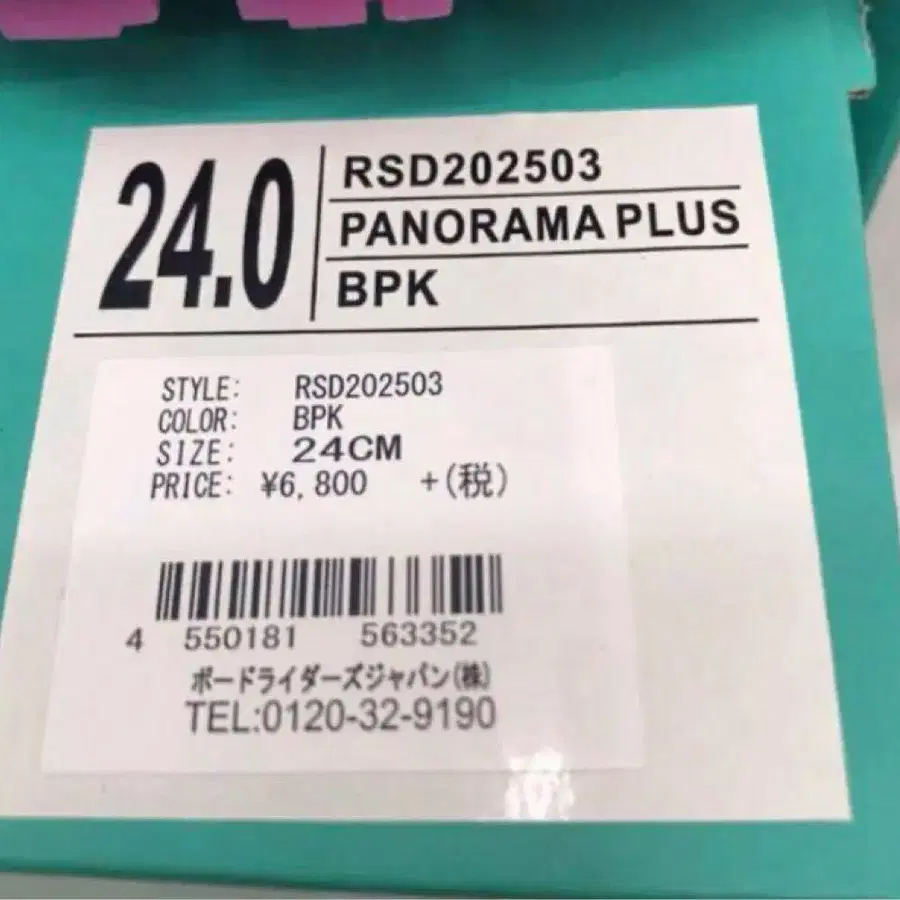 24.0
RSD202503
PANORAMA PLUS
BPK
STYLE: RSD202503
COLOR: BPK
SIZE: 24CM
PRICE: ¥6,800 +(税)
4 550181 563352
ボードライダーズジャパン(株)
TEL:0120-32-9190